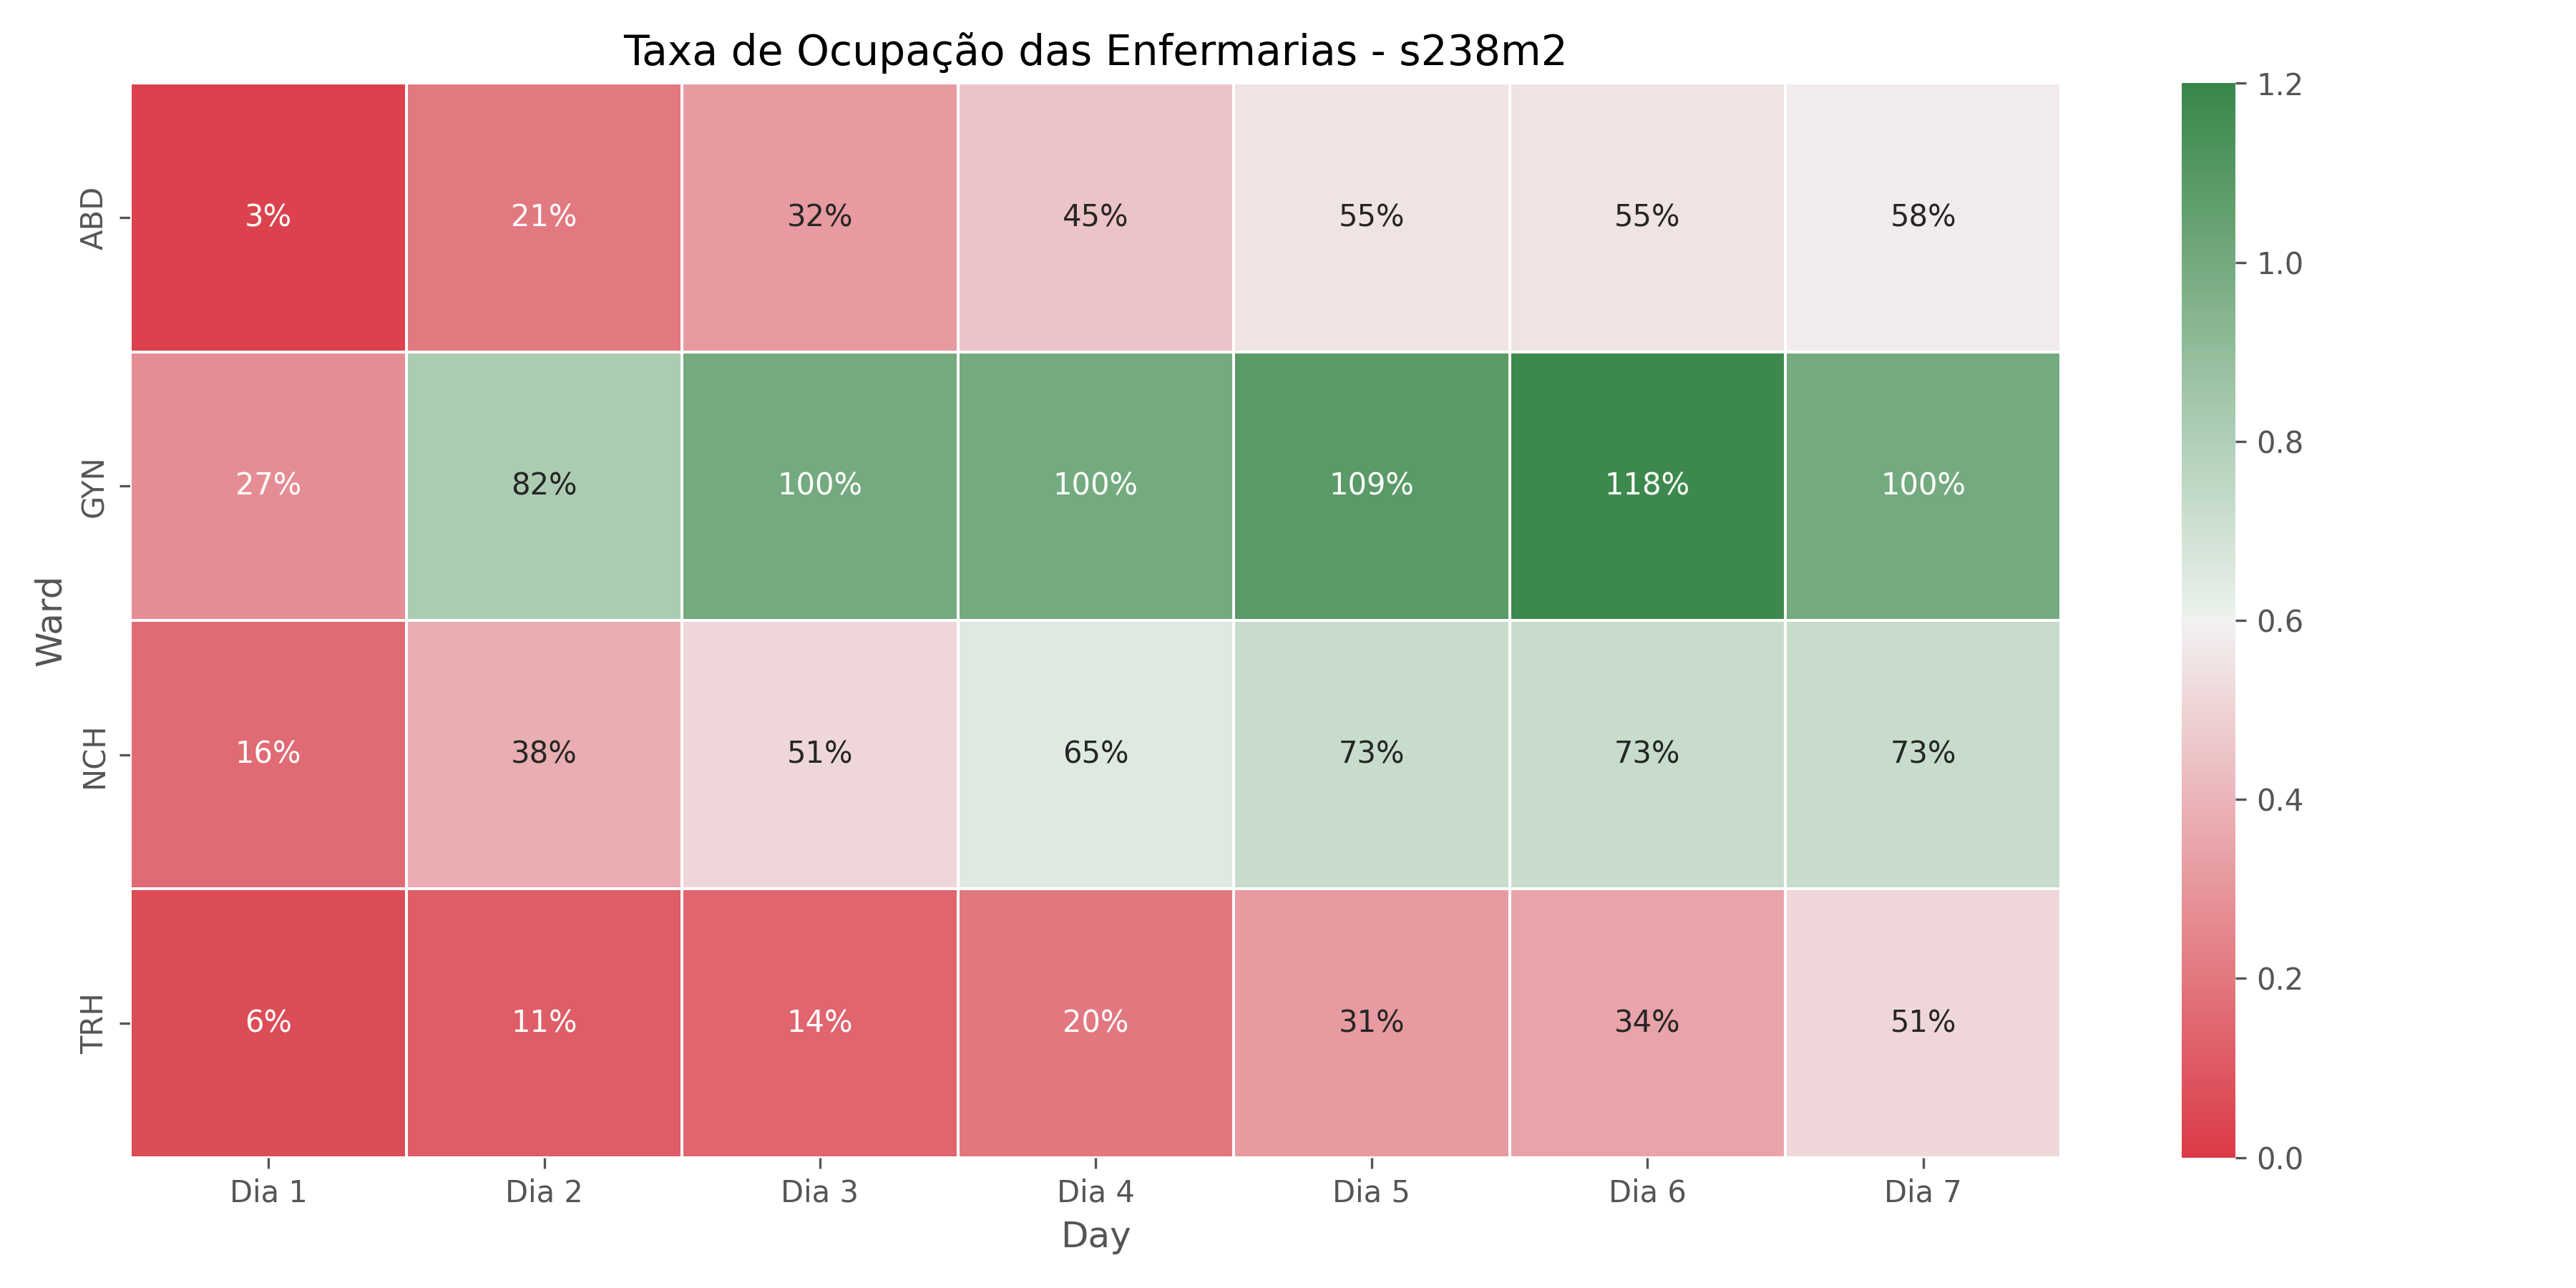 Taxa de Ocupação das Enfermarias - s238m2
Ward
ABD 3% 21% 32% 45% 55% 55% 58%
GYN 27% 82% 100% 100% 109% 118% 100%
NCH 16% 38% 51% 65% 73% 73% 73%
TRH 6% 11% 14% 20% 31% 34% 51%
Dia 1 Dia 2 Dia 3 Dia 4 Dia 5 Dia 6 Dia 7
Day
1.2
1.0
0.8
0.6
0.4
0.2
0.0